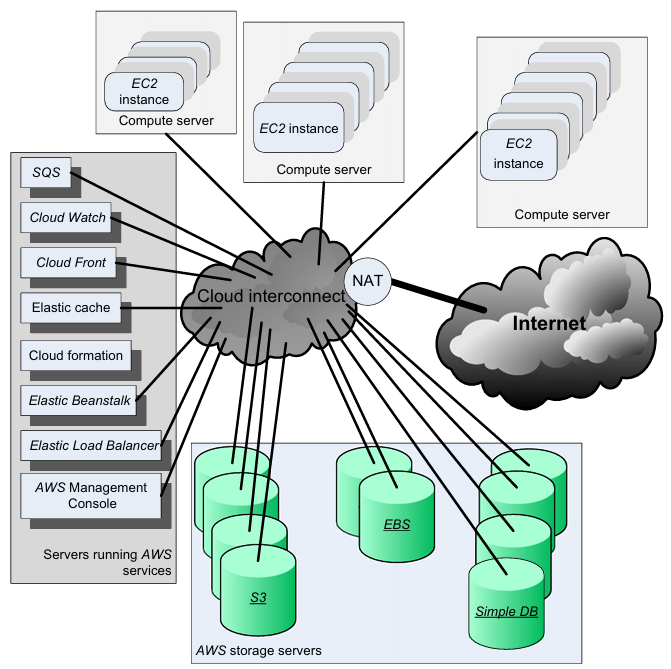 EC2
instance
Compute server
EC2 instance
Compute server
EC2
instance
Compute server
SQS
Cloud Watch
Cloud Front
Elastic cache
Cloud formation
Elastic Beanstalk
Elastic Load Balancer
AWS Management
Console
Servers running AWS
services
Cloud interconnect
NAT
Internet
S3
EBS
Simple DB
AWS storage servers